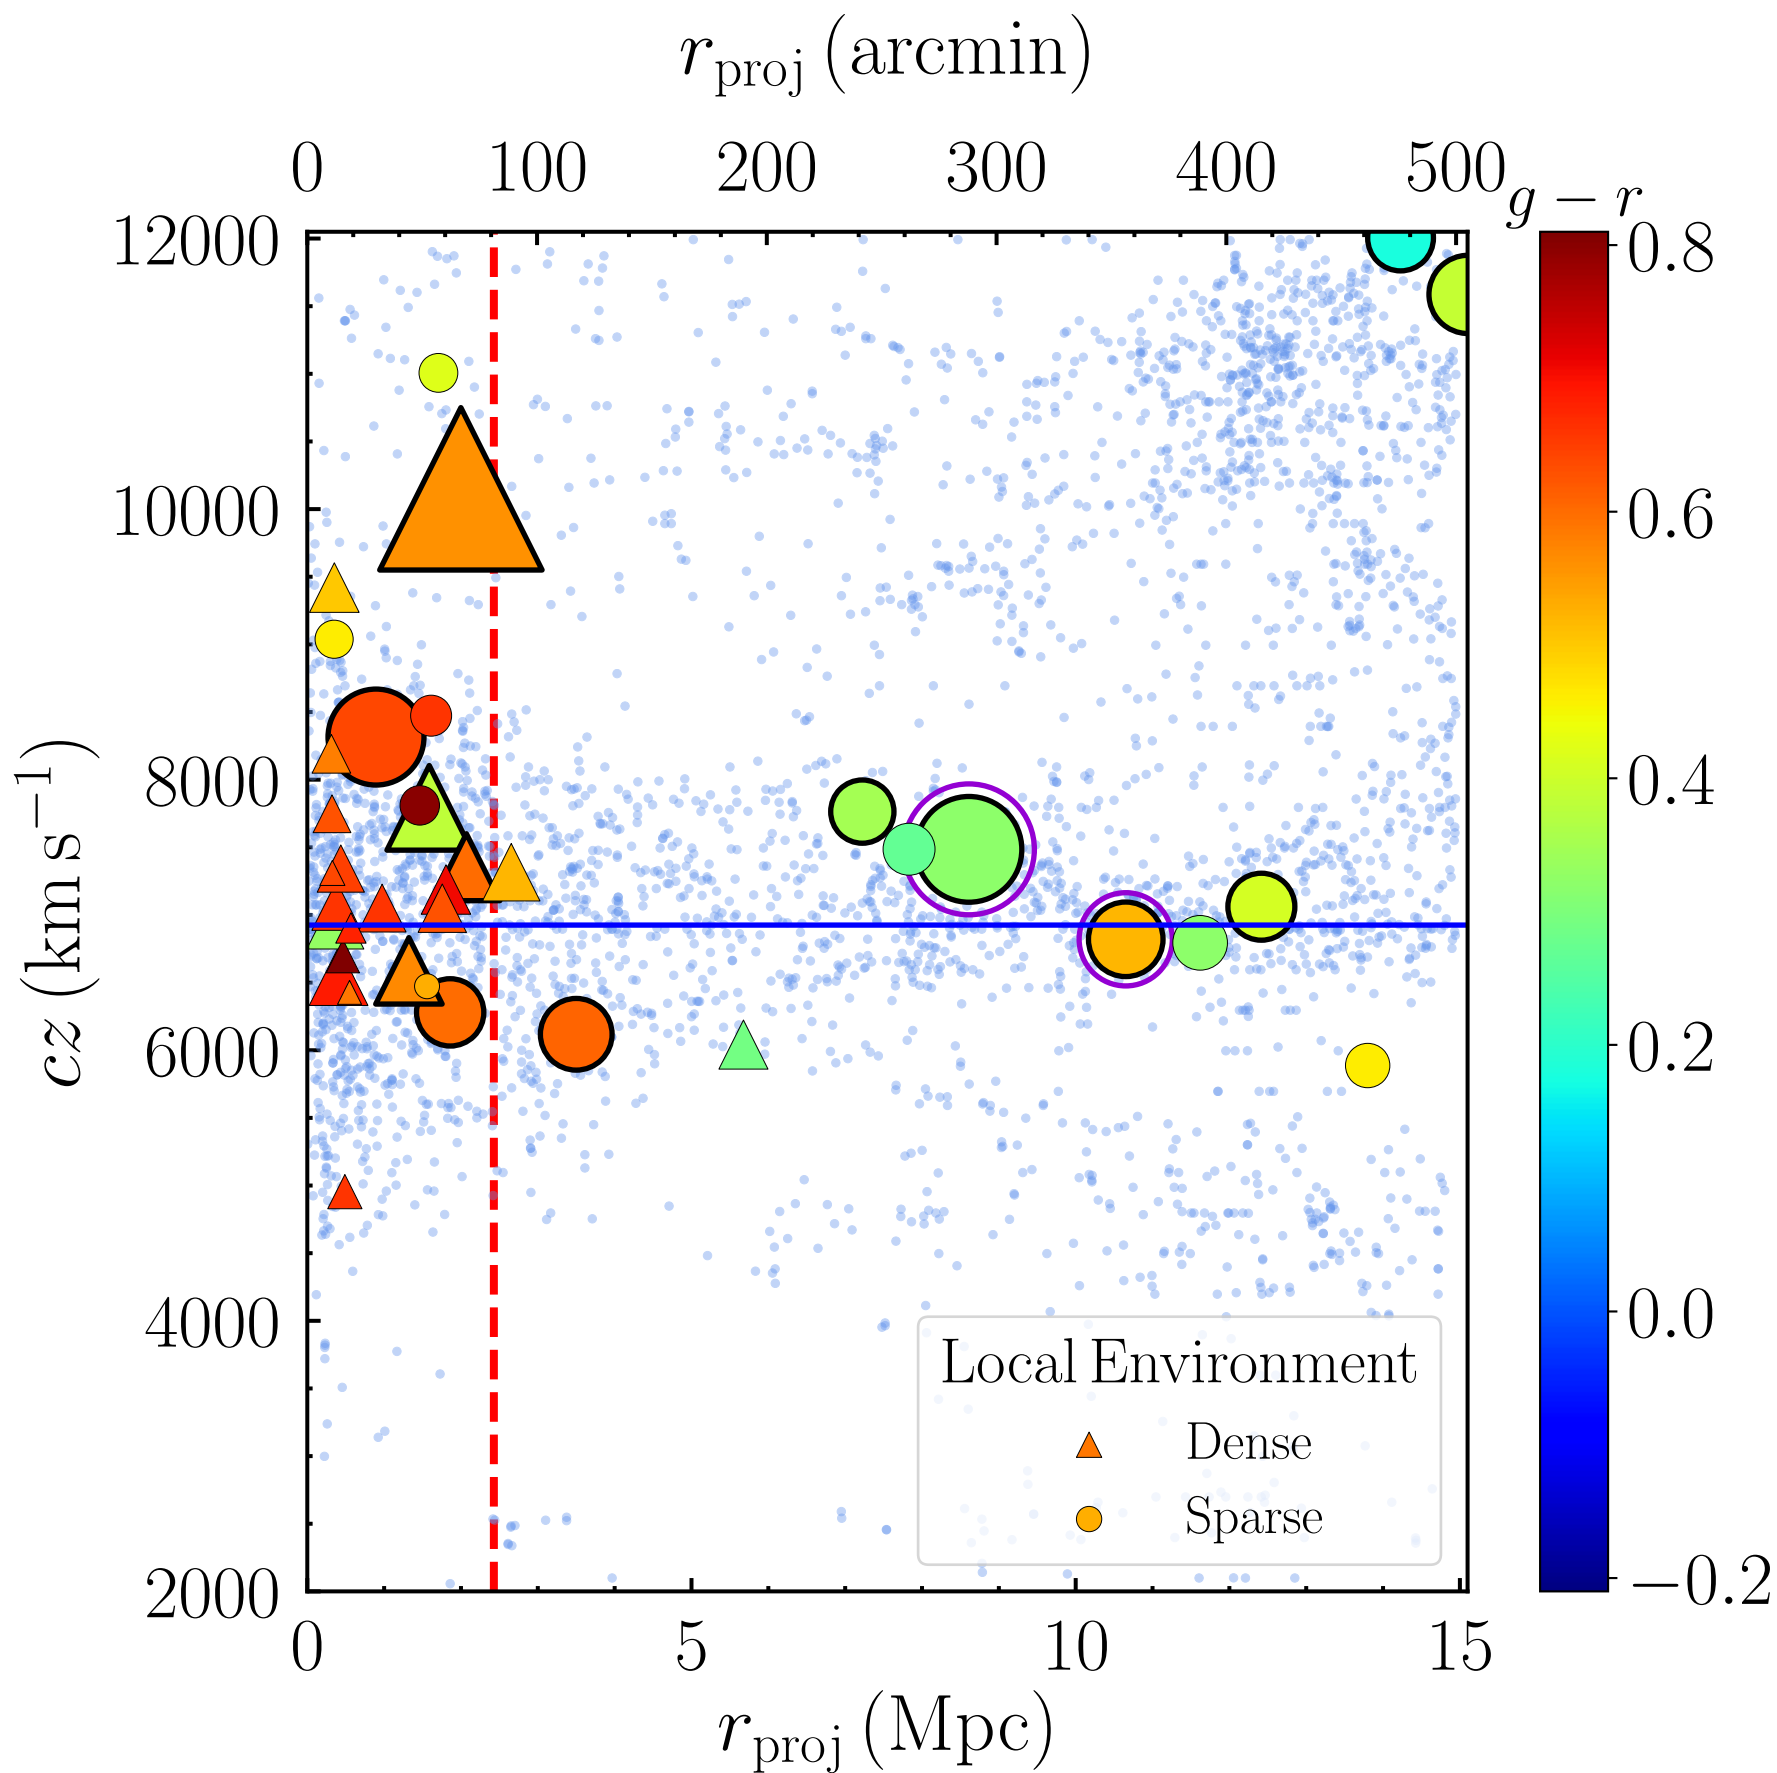 r_proj (arcmin)
0 100 200 300 400 500
g − r
12000
10000
8000
6000
4000
2000
cz (km s⁻¹)
0.8
0.6
0.4
0.2
0.0
−0.2
Local Environment
Dense
Sparse
0 5 10 15
r_proj (Mpc)